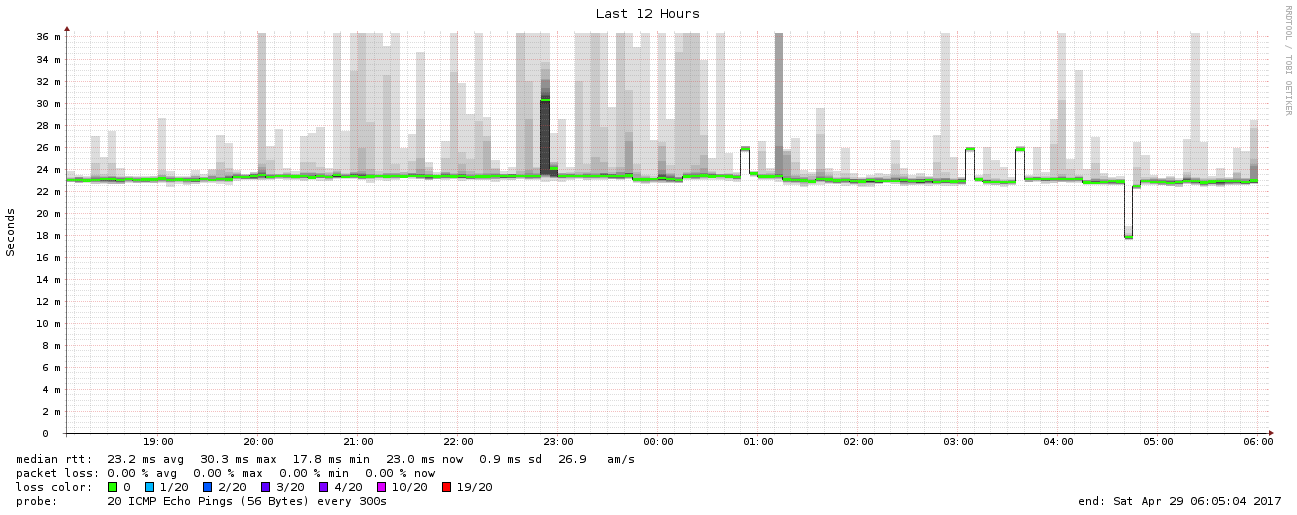 Last 12 Hours
RRDTOOL / TOBI OETIKER
Seconds
36 m
34 m
32 m
30 m
28 m
26 m
24 m
22 m
20 m
18 m
16 m
14 m
12 m
10 m
8 m
6 m
4 m
2 m
0
19:00 20:00 21:00 22:00 23:00 00:00 01:00 02:00 03:00 04:00 05:00 06:00
median rtt: 23.2 ms avg 30.3 ms max 17.8 ms min 23.0 ms now 0.9 ms sd 26.9 am/s
packet loss: 0.00 % avg 0.00 % max 0.00 % min 0.00 % now
loss color: 0 1/20 2/20 3/20 4/20 10/20 19/20
probe: 20 ICMP Echo Pings (56 Bytes) every 300s end: Sat Apr 29 06:05:04 2017